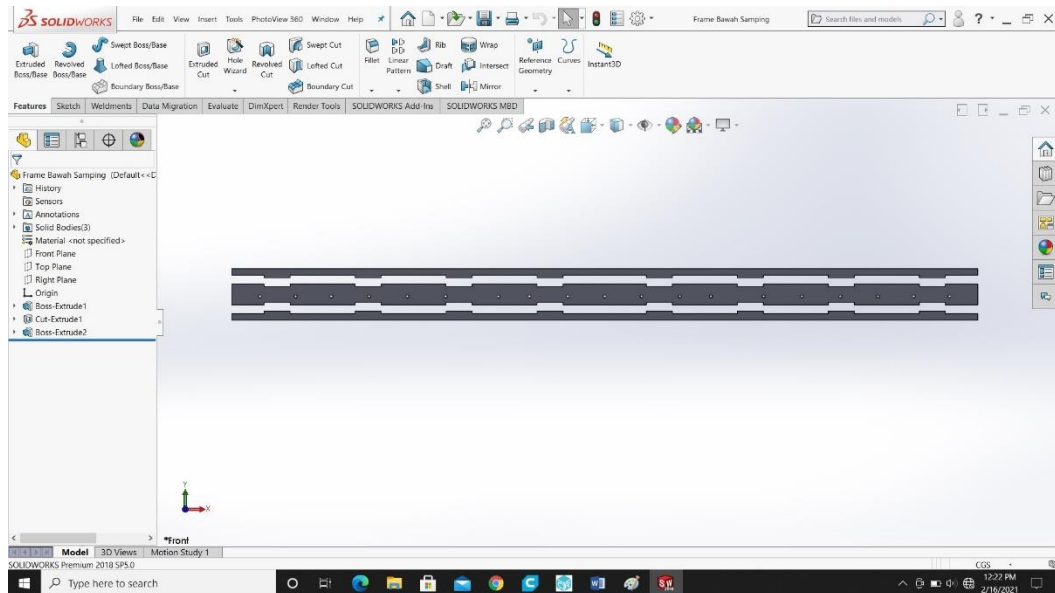 SOLIDWORKS File Edit View Insert Tools PhotoView 360 Window Help Frame Bawah Samping Search files and models
Extruded Boss/Base
Revolved Boss/Base
Swept Boss/Base
Lofted Boss/Base
Boundary Boss/Base
Extruded Cut
Hole Wizard
Revolved Cut
Swept Cut
Lofted Cut
Boundary Cut
Fillet
Linear Pattern
Rib
Draft
Shell
Wrap
Intersect
Mirror
Reference Geometry
Curves
Instant3D
Features Sketch Weldments Data Migration Evaluate DimXpert Render Tools SOLIDWORKS Add-Ins SOLIDWORKS MBD
Frame Bawah Samping (Default<<D
History
Sensors
Annotations
Solid Bodies(3)
Material <not specified>
Front Plane
Top Plane
Right Plane
Origin
Boss-Extrude1
Cut-Extrude1
Boss-Extrude2
Y
X
*Front
Model 3D Views Motion Study 1
SOLIDWORKS Premium 2018 SP5.0 CGS
Type here to search
12:22 PM
2/16/2021